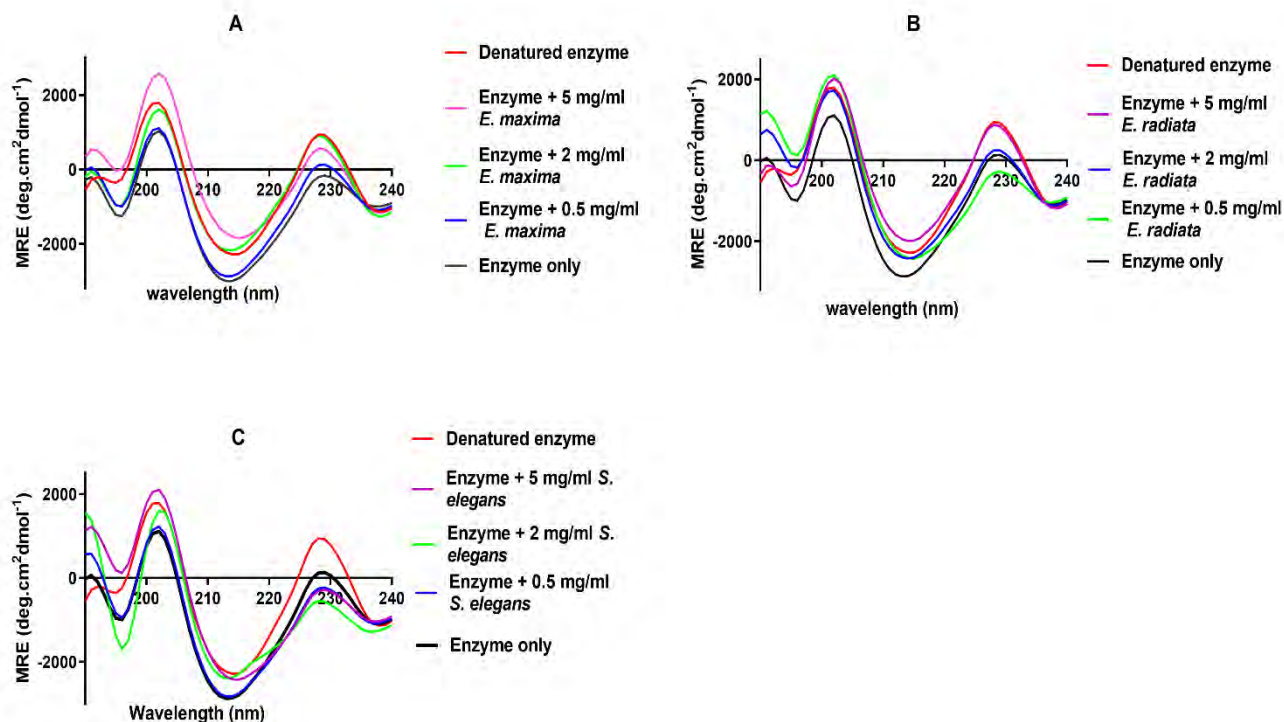 A
MRE (deg.cm²dmol⁻¹)
2000
0
-2000
200
210
220
230
240
wavelength (nm)
Denatured enzyme
Enzyme + 5 mg/ml
E. maxima
Enzyme + 2 mg/ml
E. maxima
Enzyme + 0.5 mg/ml
E. maxima
Enzyme only
B
MRE (deg.cm²dmol⁻¹)
2000
0
-2000
200
210
220
230
240
wavelength (nm)
Denatured enzyme
Enzyme + 5 mg/ml
E. radiata
Enzyme + 2 mg/ml
E. radiata
Enzyme + 0.5 mg/ml
E. radiata
Enzyme only
C
MRE (deg.cm²dmol⁻¹)
2000
0
-2000
200
210
220
230
240
Wavelength (nm)
Denatured enzyme
Enzyme + 5 mg/ml S.
elegans
Enzyme + 2 mg/ml S.
elegans
Enzyme + 0.5 mg/ml
S. elegans
Enzyme only